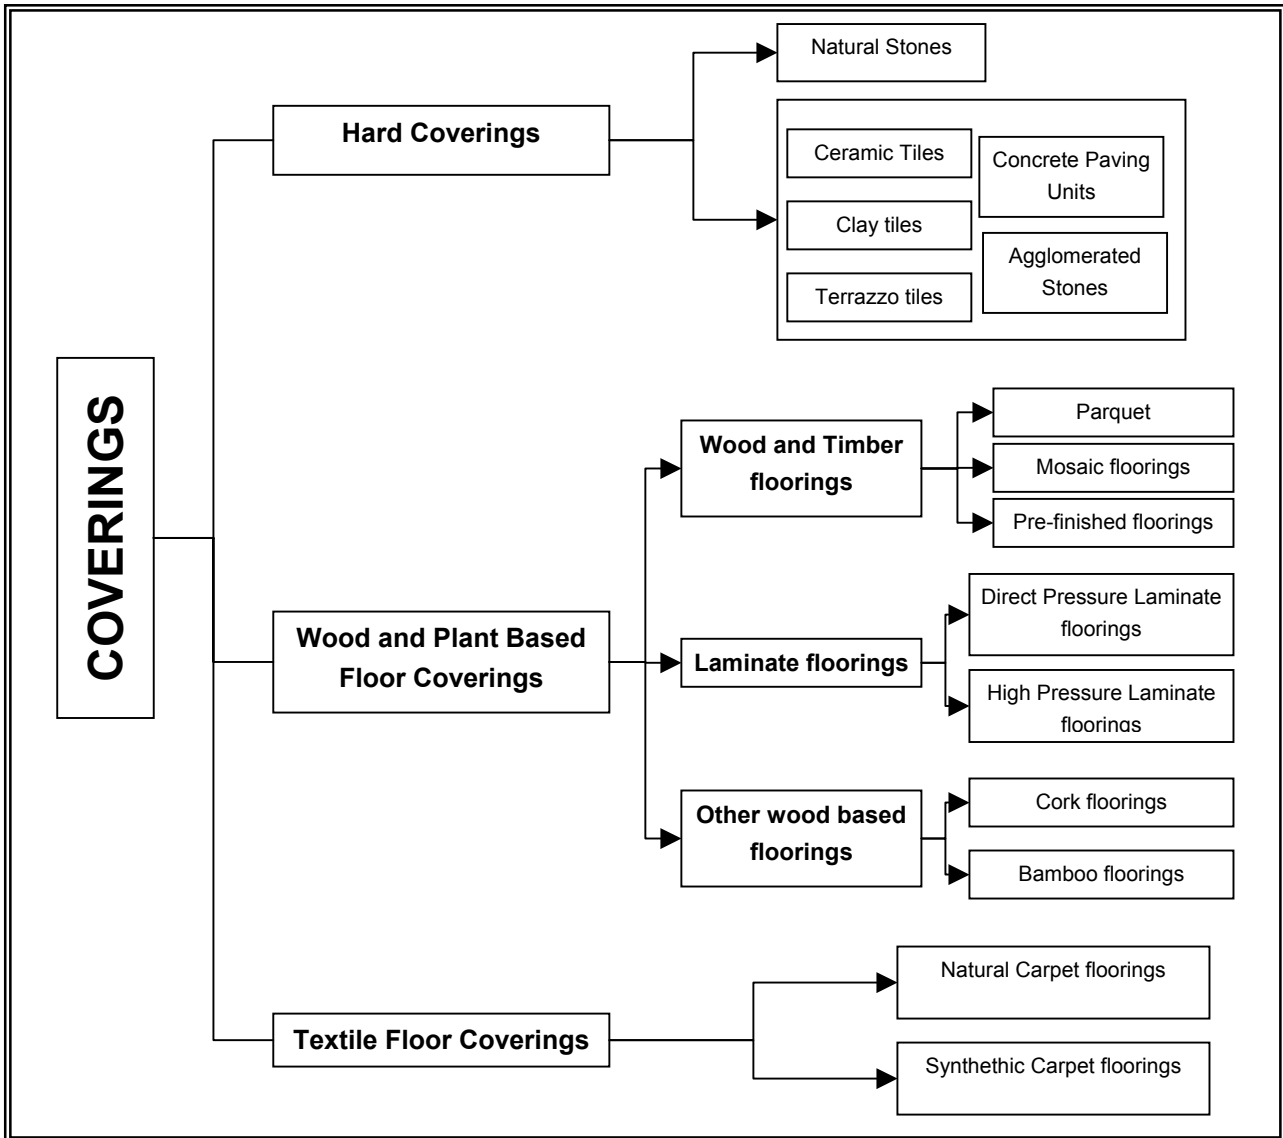 COVERINGS
Hard Coverings
Natural Stones
Ceramic Tiles
Clay tiles
Terrazzo tiles
Concrete Paving
Units
Agglomerated
Stones
Wood and Plant Based
Floor Coverings
Wood and Timber
floorings
Parquet
Mosaic floorings
Pre-finished floorings
Laminate floorings
Direct Pressure Laminate
floorings
High Pressure Laminate
floorings
Other wood based
floorings
Cork floorings
Bamboo floorings
Textile Floor Coverings
Natural Carpet floorings
Synthethic Carpet floorings